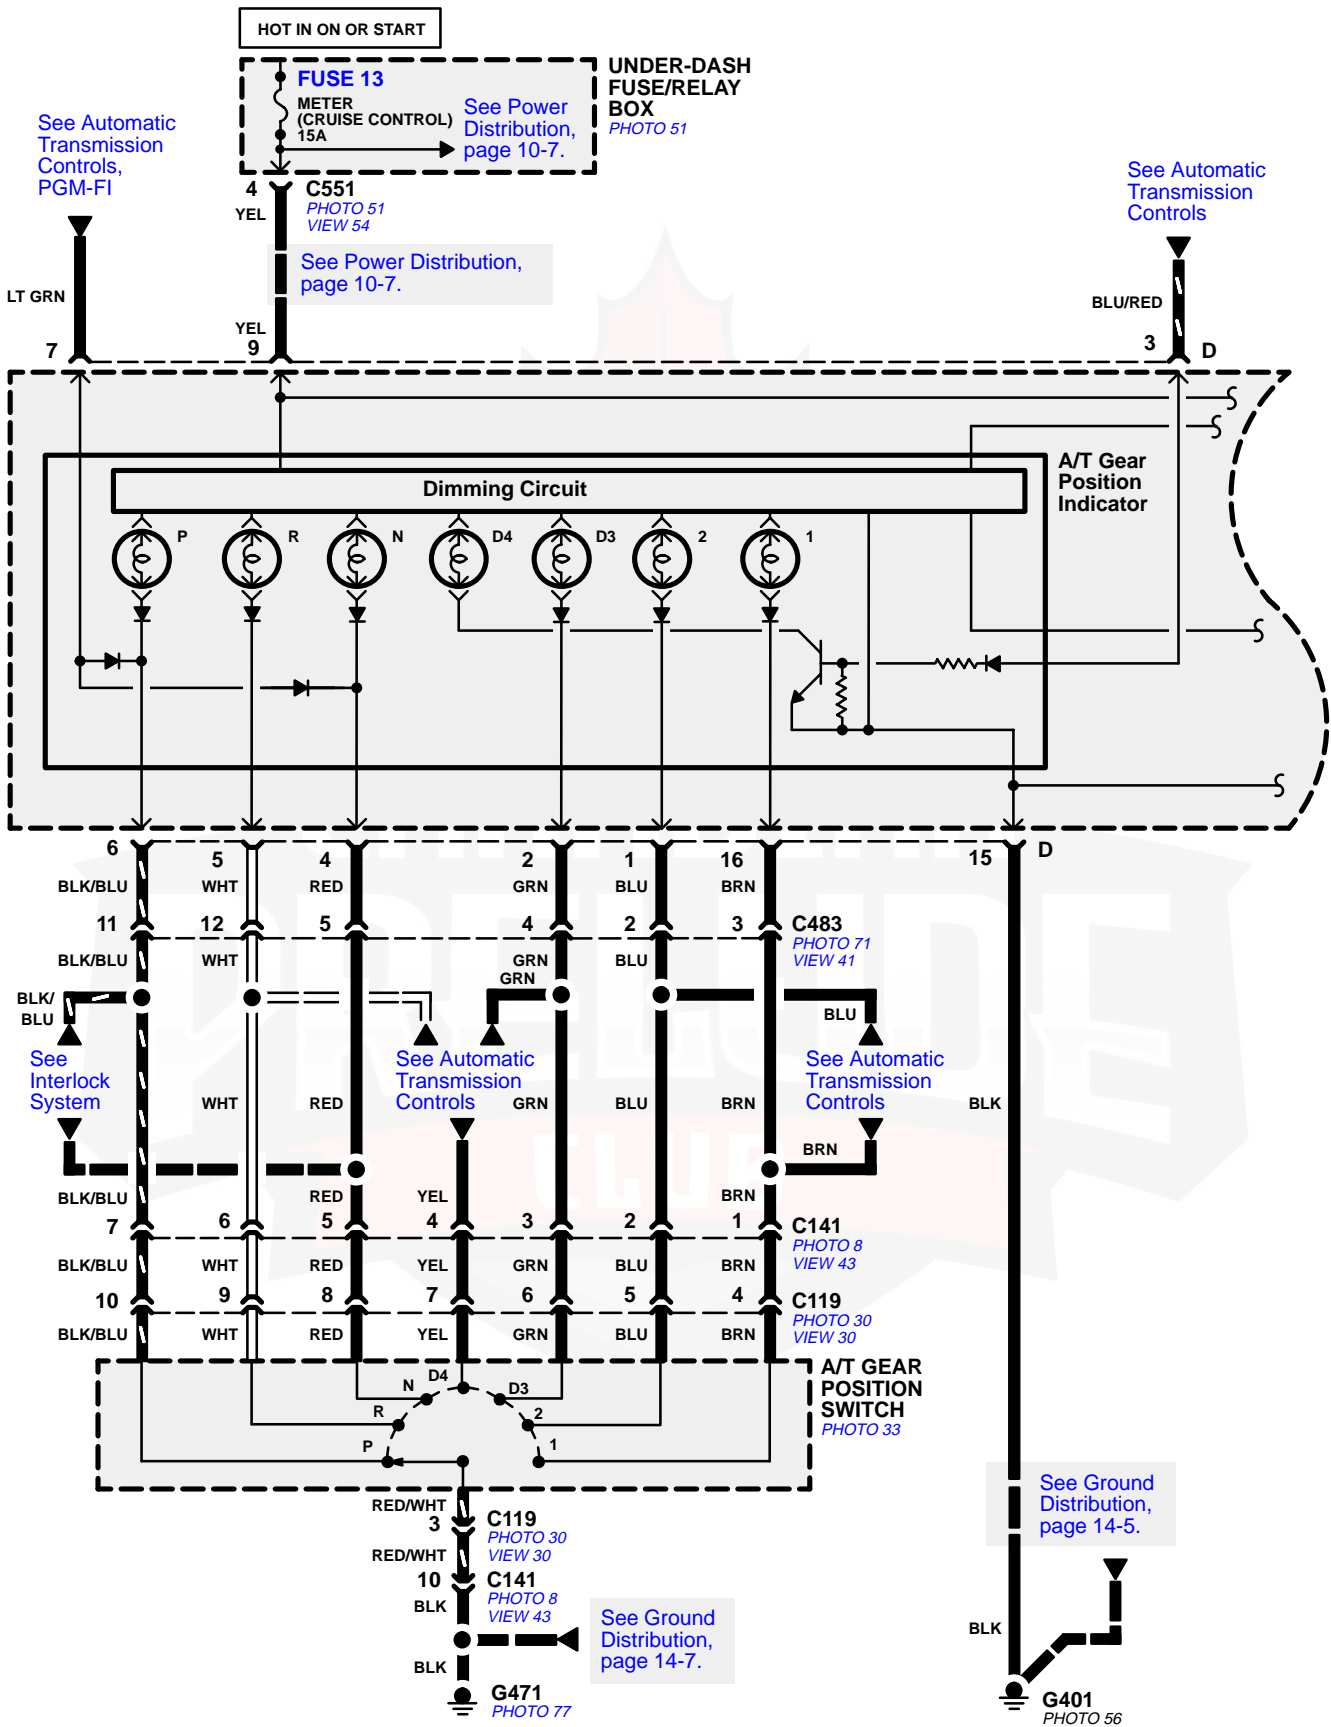 HOT IN ON OR START
FUSE 13
METER
(CRUISE CONTROL)
15A
See Power
Distribution,
page 10-7.
UNDER-DASH
FUSE/RELAY
BOX
PHOTO 51
See Automatic
Transmission
Controls,
PGM-FI
4
C551
YEL
PHOTO 51
VIEW 54
See Automatic
Transmission
Controls
See Power Distribution,
page 10-7.
LT GRN
BLU/RED
YEL
7
9
3
D
A/T Gear
Position
Indicator
Dimming Circuit
P
R
N
D4
D3
2
1
6
5
4
2
1
16
15
D
BLK/BLU
WHT
RED
GRN
BLU
BRN
11
12
5
4
2
3
C483
PHOTO 71
VIEW 41
BLK/BLU
WHT
GRN
BLU
GRN
BLK/
BLU
BLU
See
Interlock
System
See Automatic
Transmission
Controls
See Automatic
Transmission
Controls
WHT
RED
GRN
BLU
BRN
BLK
PRELUDE
CLUB
BRN
BLK/BLU
RED
YEL
BRN
7
6
5
4
3
2
1
C141
PHOTO 8
VIEW 43
BLK/BLU
WHT
RED
YEL
GRN
BLU
BRN
10
9
8
7
6
5
4
C119
PHOTO 30
VIEW 30
BLK/BLU
WHT
RED
YEL
GRN
BLU
BRN
A/T GEAR
POSITION
SWITCH
PHOTO 33
P
R
N
D4
D3
2
1
RED/WHT
3
C119
PHOTO 30
VIEW 30
RED/WHT
10
C141
PHOTO 8
VIEW 43
BLK
See Ground
Distribution,
page 14-7.
BLK
G471
PHOTO 77
See Ground
Distribution,
page 14-5.
BLK
G401
PHOTO 56